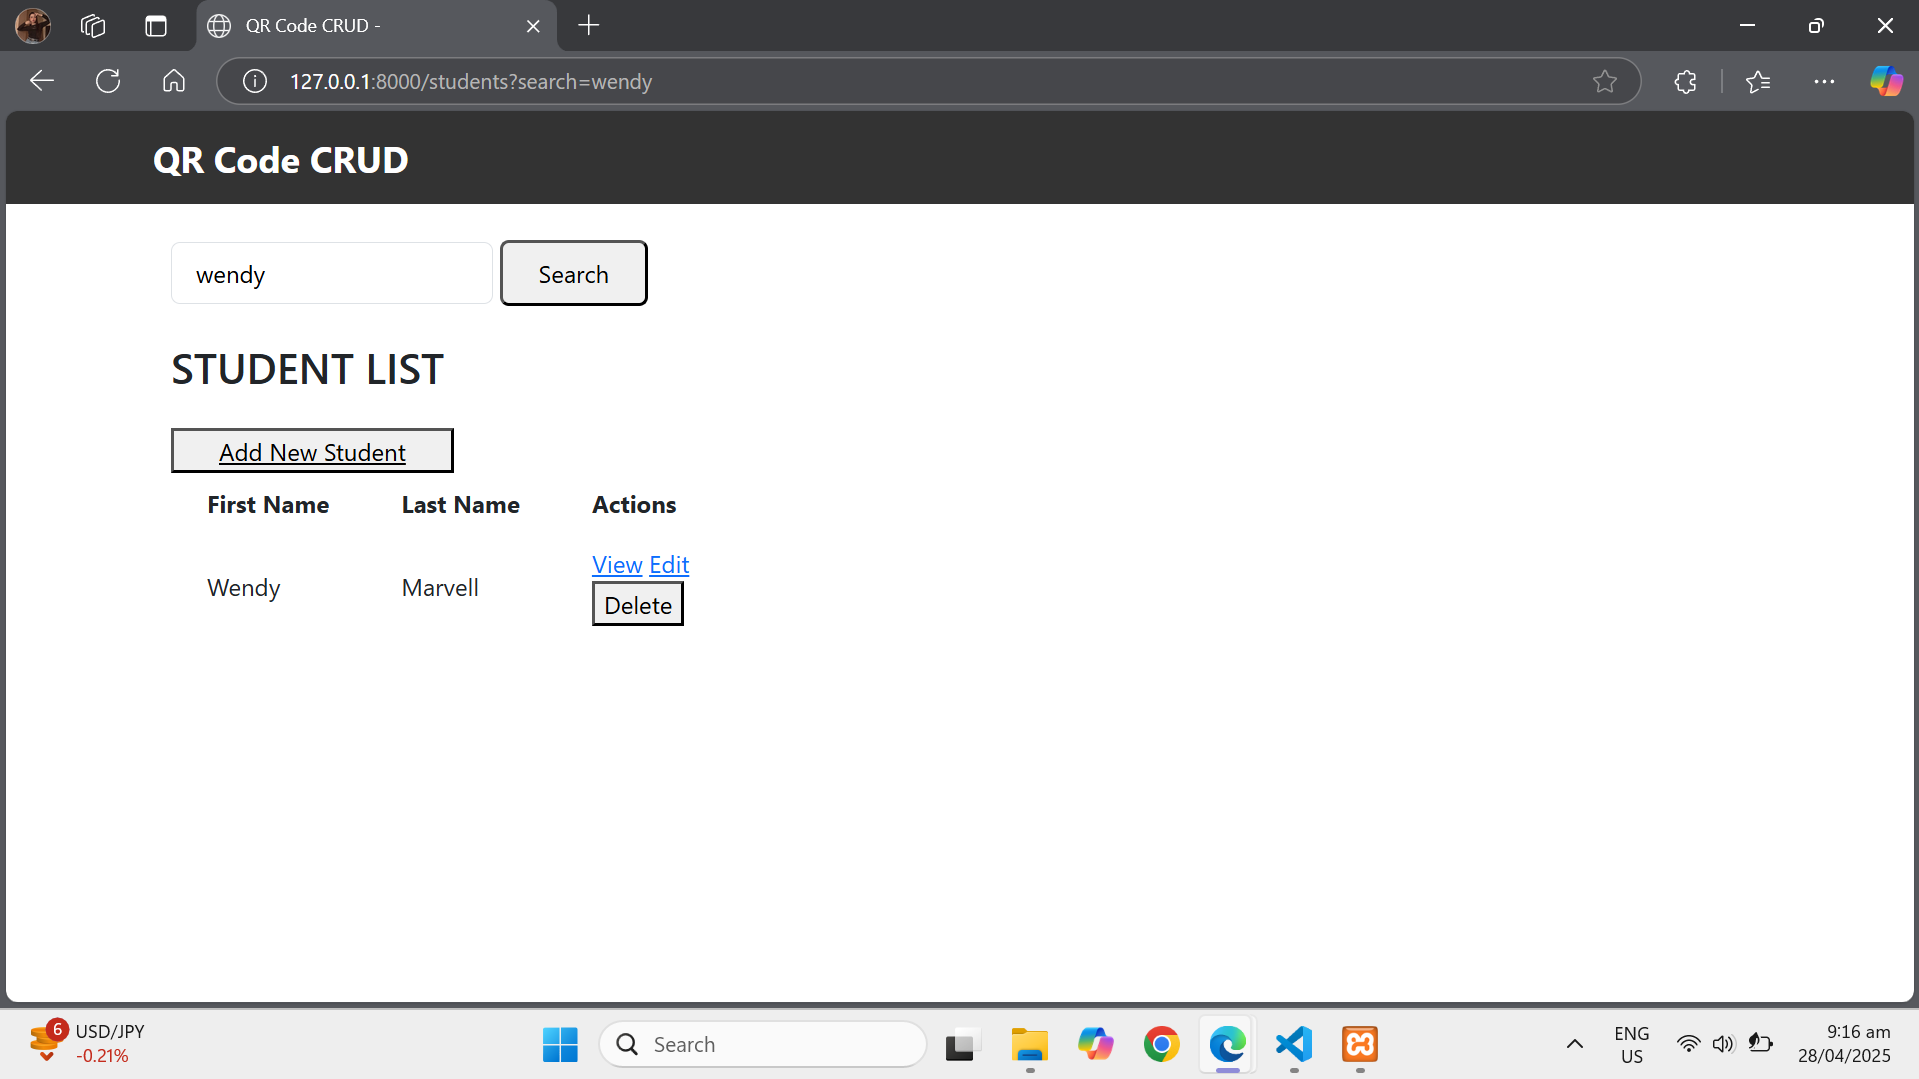 QR Code CRUD -
127.0.0.1:8000/students?search=wendy
QR Code CRUD
wendy
Search
STUDENT LIST
Add New Student
First Name Last Name Actions
View Edit
Wendy Marvell
Delete
6
USD/JPY
-0.21%
Search
ENG
US
9:16 am
28/04/2025